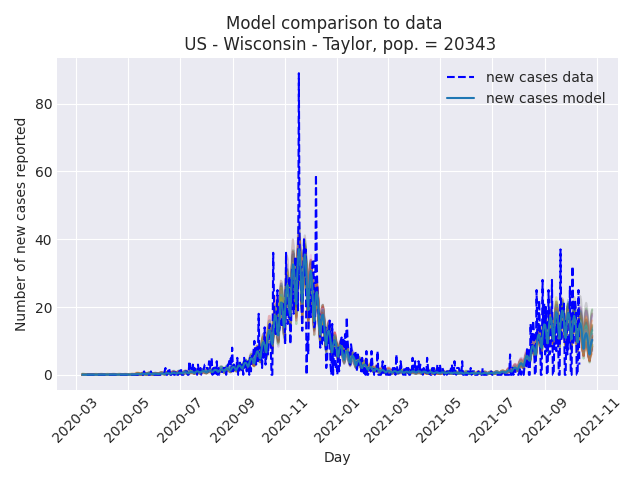 Model comparison to data
US - Wisconsin - Taylor, pop. = 20343
new cases data
new cases model
Number of new cases reported
80
60
40
20
0
2020-03
2020-05
2020-07
2020-09
2020-11
2021-01
2021-03
2021-05
2021-07
2021-09
2021-11
Day